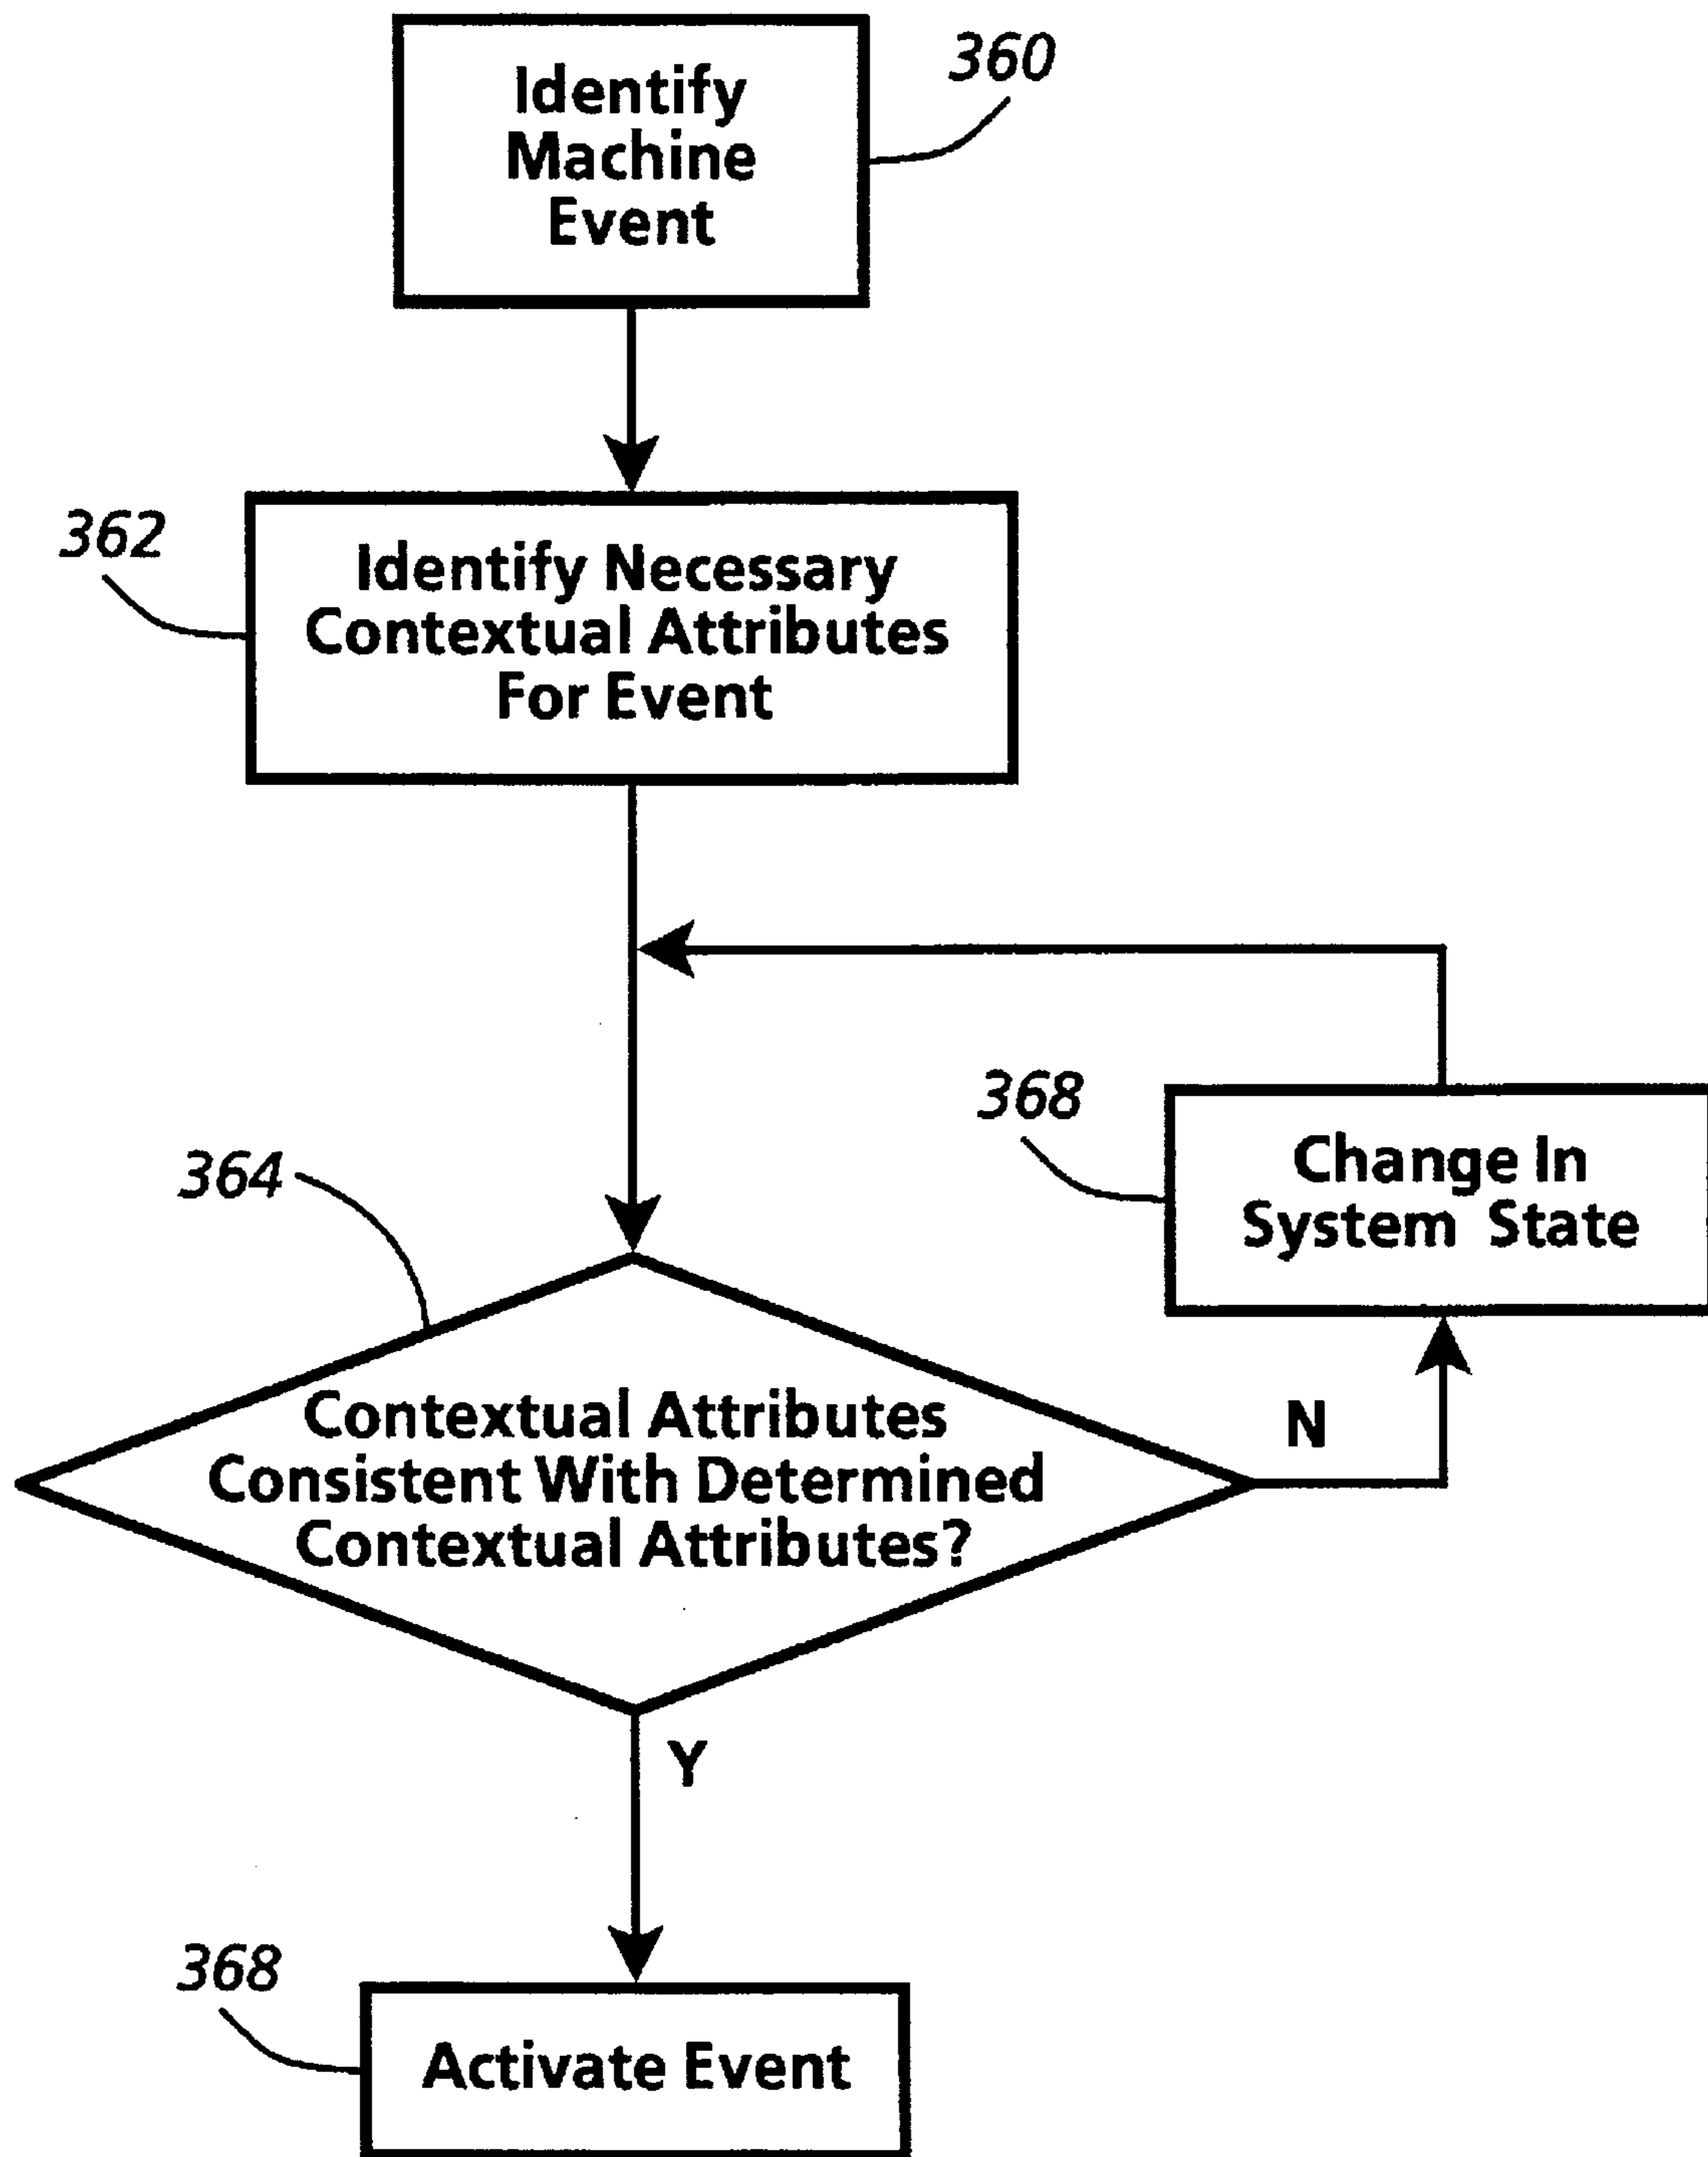 360
Identify
Machine
Event
362
Identify Necessary
Contextual Attributes
For Event
368
Change In
System State
364
Contextual Attributes
Consistent With Determined
Contextual Attributes?
N
Y
368
Activate Event